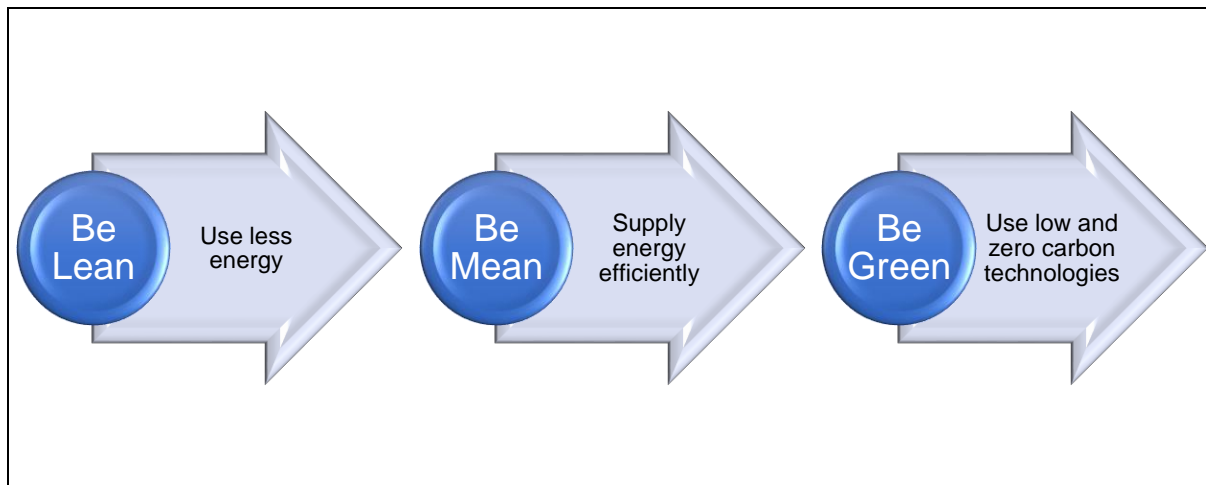 Be
Lean
Use less
energy
Be
Mean
Supply
energy
efficiently
Be
Green
Use low and
zero carbon
technologies